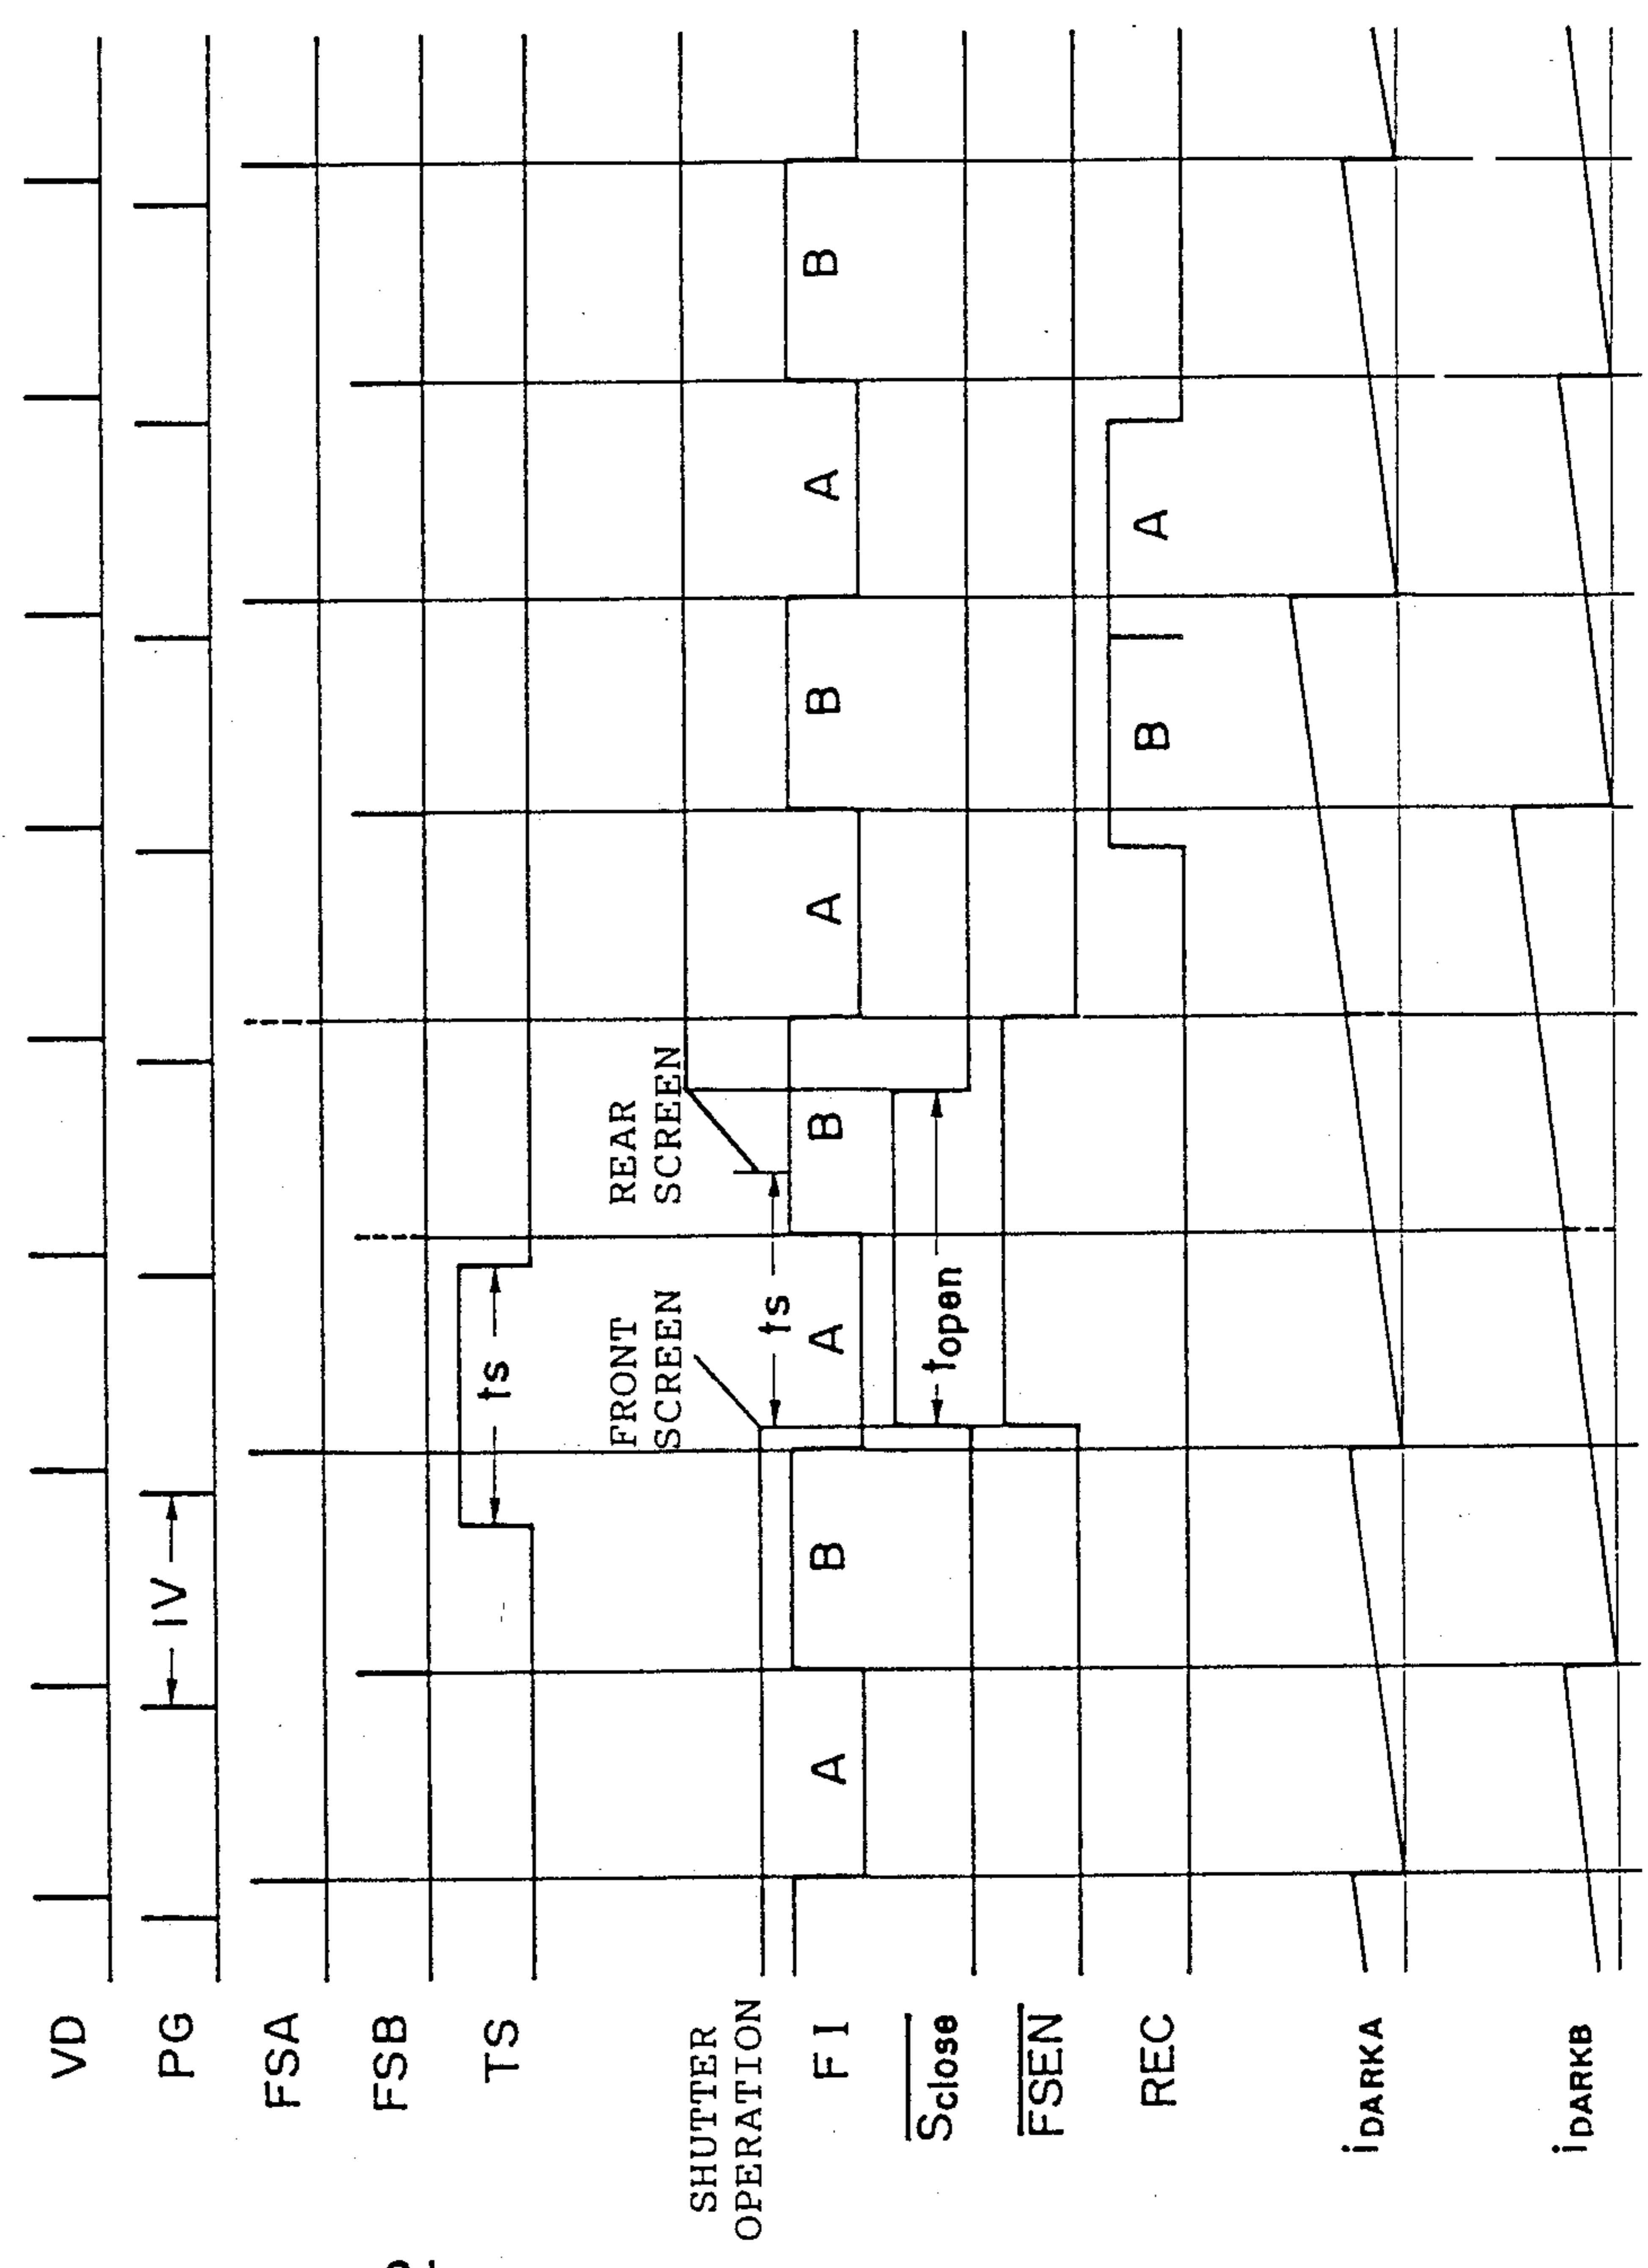 VD
PG
IV
FSA
FSB
TS
ts
SHUTTER
OPERATION
FRONT
SCREEN
REAR
SCREEN
ts
FI
A
B
A
B
A
B
A
B
Sclose
topen
FSEN
REC
B
A
iDARKA
iDARKB